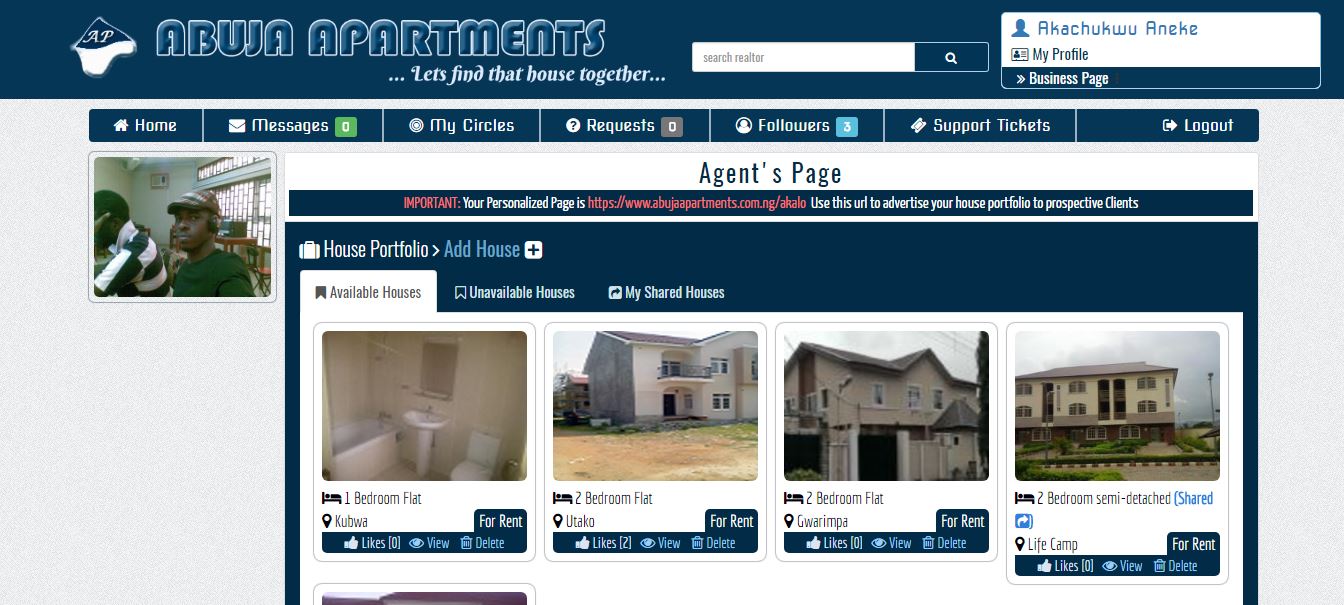 AP
ABUJA APARTMENTS
... Lets find that house together...
search realtor
Akachukwu Aneke
My Profile
» Business Page
Home
Messages 0
My Circles
Requests 0
Followers 3
Support Tickets
Logout
Agent's Page
IMPORTANT: Your Personalized Page is https://www.abujaapartments.com.ng/akalo Use this url to advertise your house portfolio to prospective Clients
House Portfolio > Add House
Available Houses
Unavailable Houses
My Shared Houses
1 Bedroom Flat
Kubwa
For Rent
Likes [0] View Delete
2 Bedroom Flat
Utako
For Rent
Likes [2] View Delete
2 Bedroom Flat
Gwarimpa
For Rent
Likes [0] View Delete
2 Bedroom semi-detached (Shared
)
Life Camp
For Rent
Likes [0] View Delete